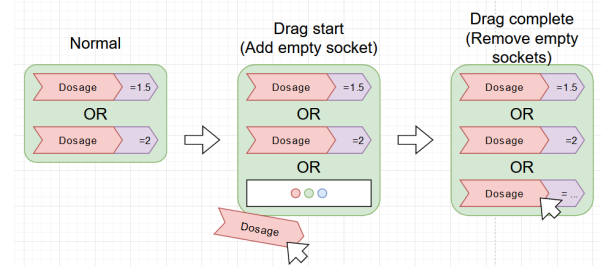 Normal
Dosage =1.5
OR
Dosage =2
Drag start
(Add empty socket)
Dosage =1.5
OR
Dosage =2
OR
Dosage
Drag complete
(Remove empty
sockets)
Dosage =1.5
OR
Dosage =2
OR
Dosage = ...